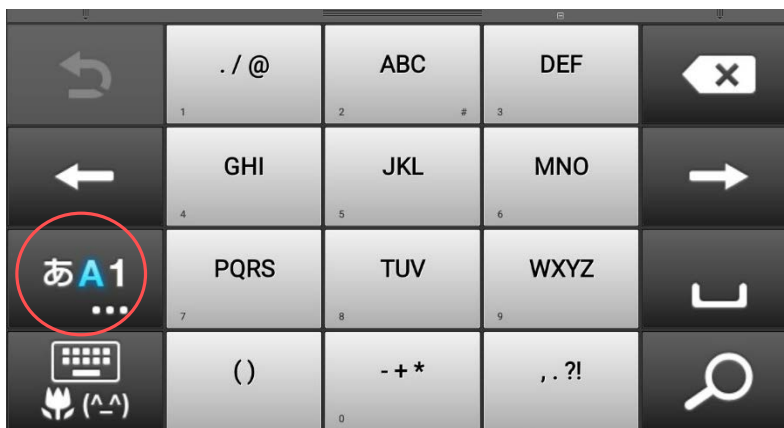 ./@
1
ABC
2 #
DEF
3
GHI
4
JKL
5
MNO
6
あA1
...
PQRS
7
TUV
8
WXYZ
9
(^_^)
()
-+*
0
,.?!